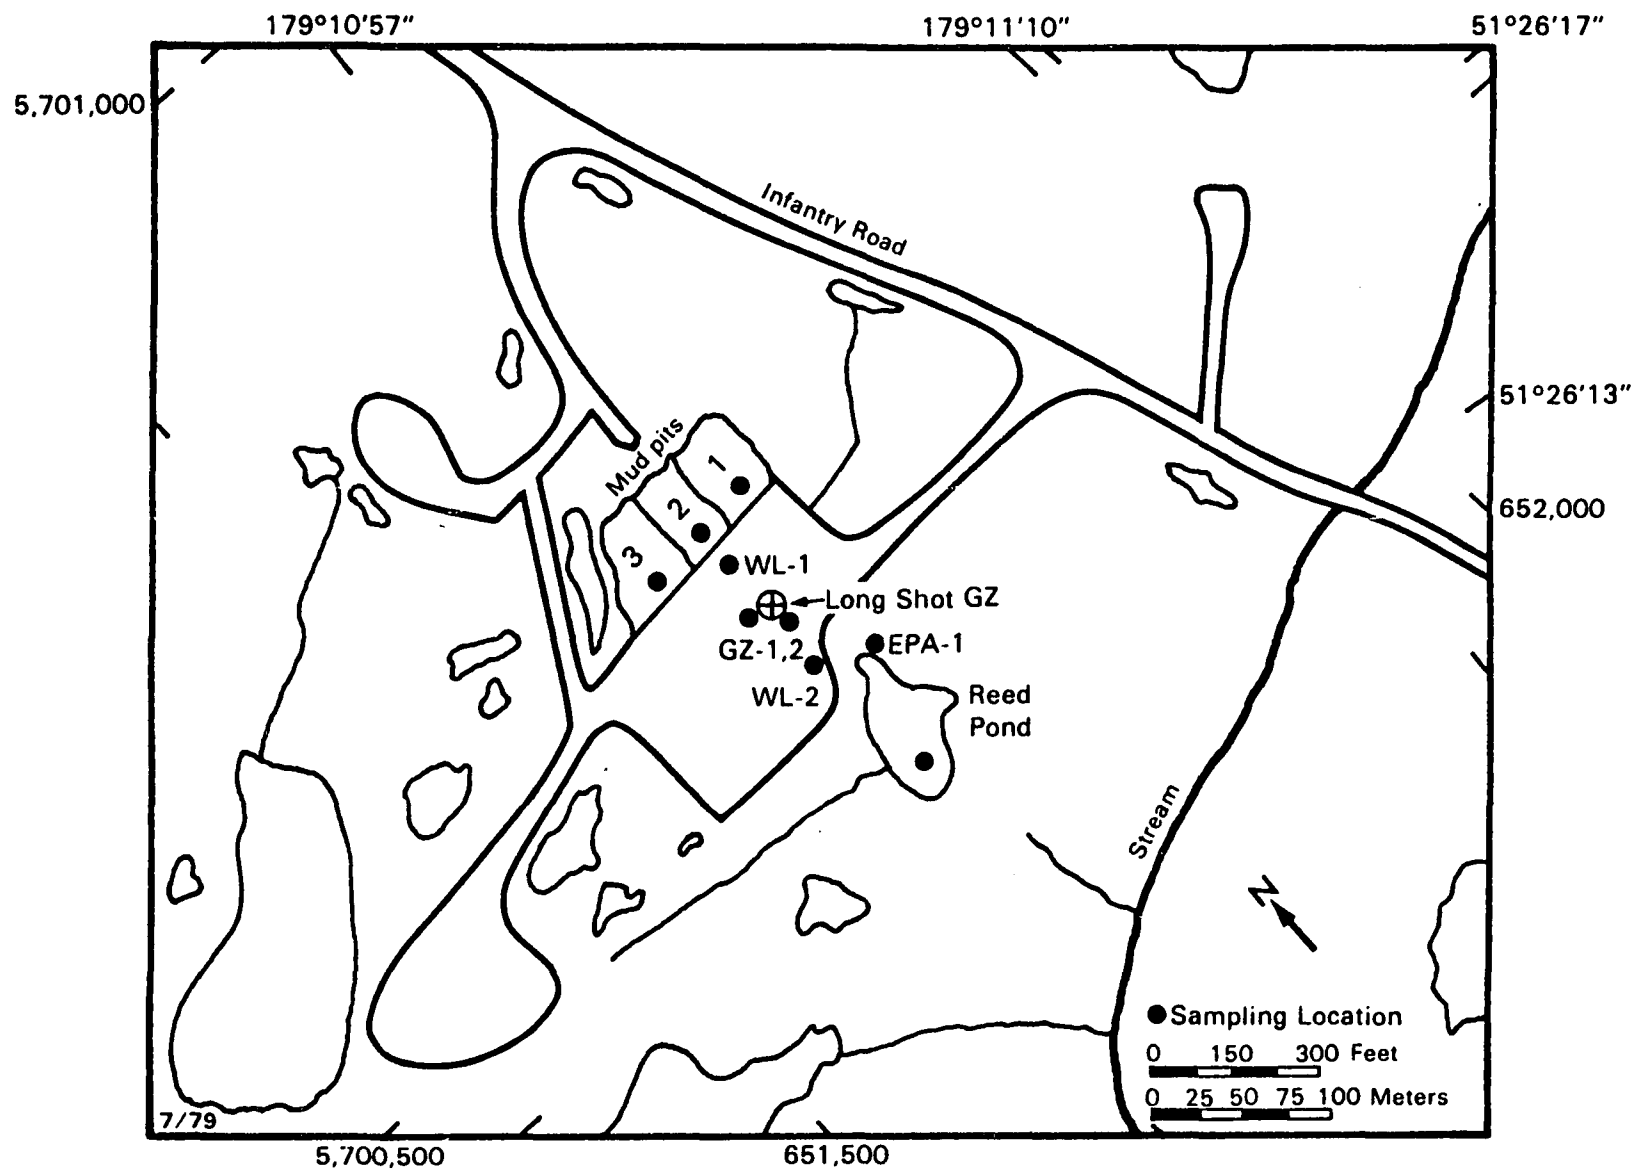 179°10'57" 179°11'10" 51°26'17"
5,701,000
Infantry Road
51°26'13"
Mud pits
1
2
652,000
3
WL-1
Long Shot GZ
GZ-1,2
EPA-1
WL-2
Reed
Pond
Stream
N
Sampling Location
0 150 300 Feet
0 25 50 75 100 Meters
7/79
5,700,500 651,500